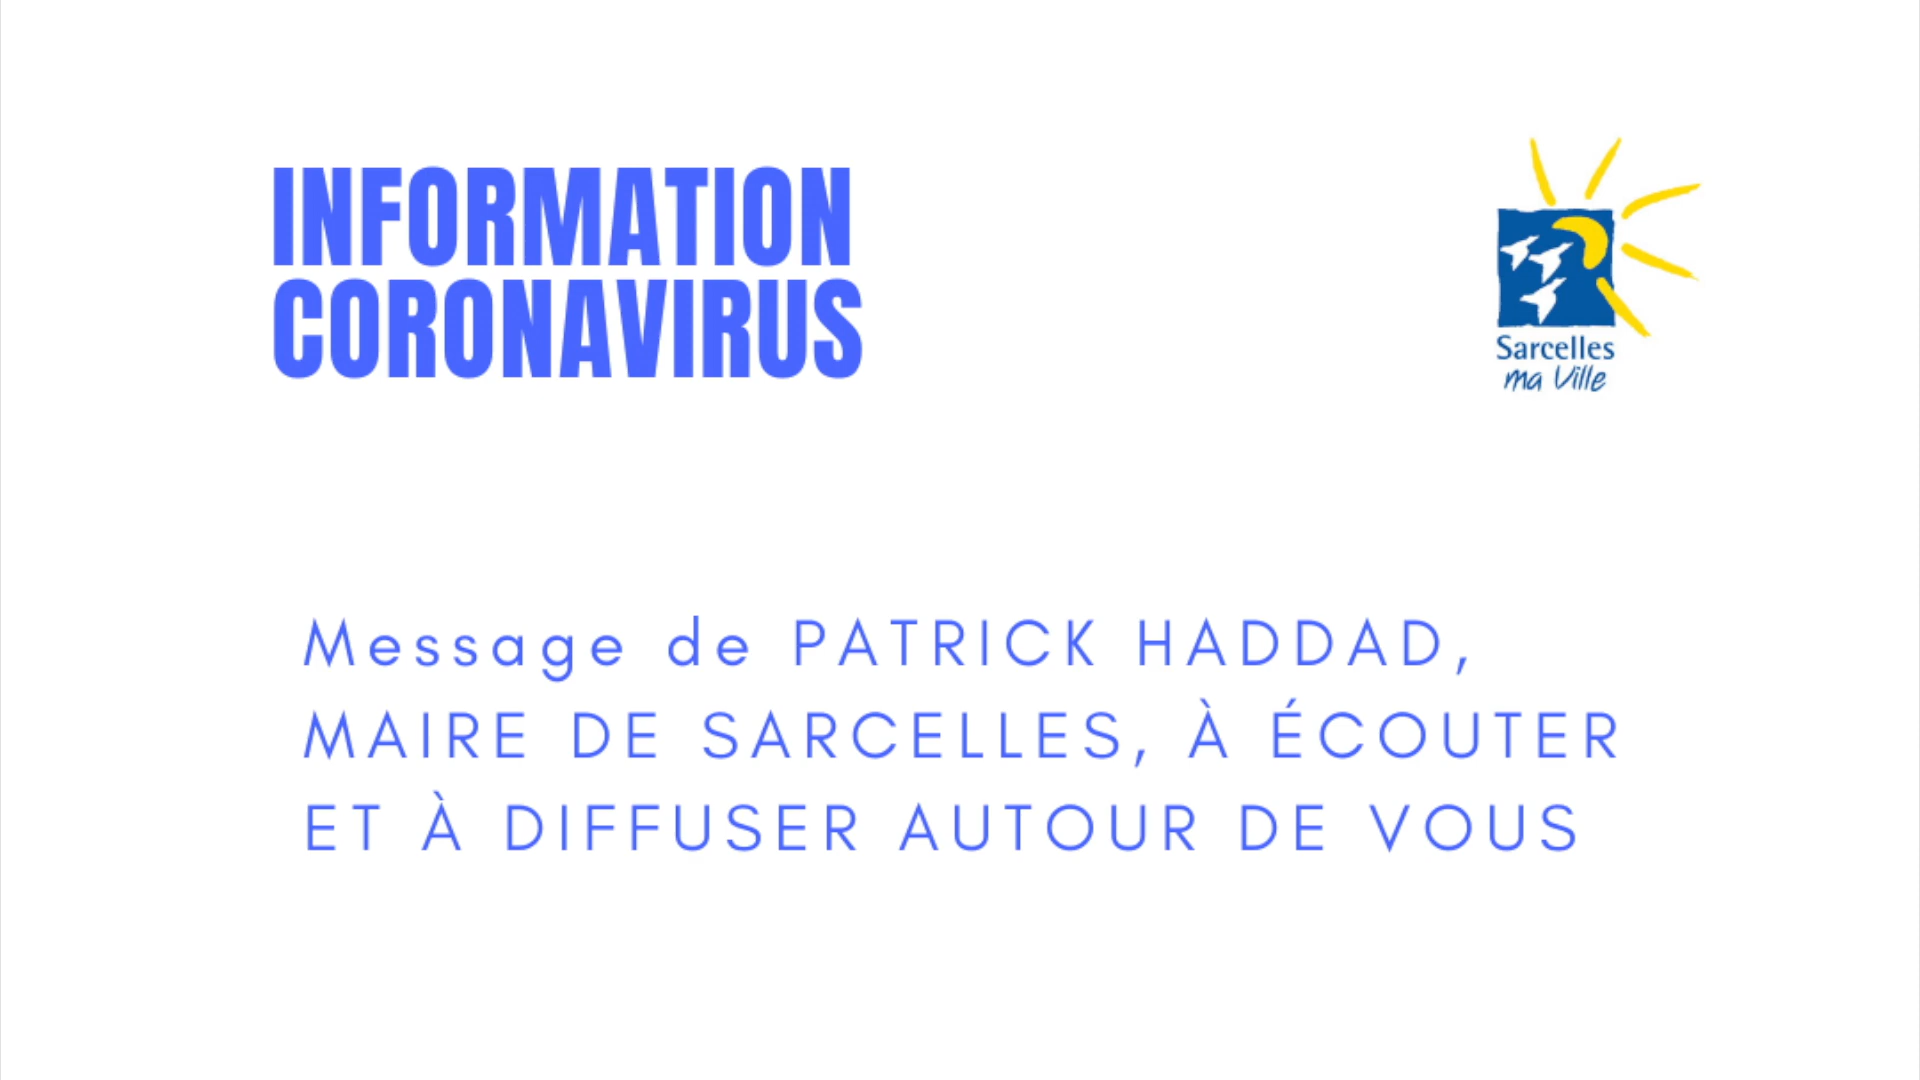 INFORMATION
CORONAVIRUS
Sarcelles
ma Ville
Message de PATRICK HADDAD,
MAIRE DE SARCELLES, À ÉCOUTER
ET À DIFFUSER AUTOUR DE VOUS